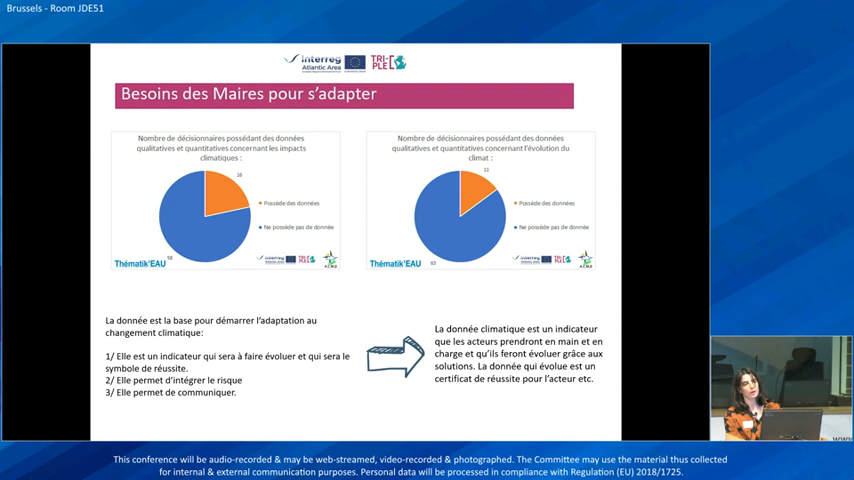 Brussels - Room JDE51
Interreg
Atlantic Area
TRI-
PLE
Besoins des Maires pour s'adapter
Nombre de décisionnaires possédant des données
qualitatives et quantitatives concernant les impacts
climatiques :
16
Possède des données
Ne possède pas de donnée
58
Thématik'EAU
Interreg
Nombre de décisionnaires possédant des données
qualitatives et quantitatives concernant l'évolution du
climat :
11
Possède des données
Ne possède pas de donnée
63
Thématik'EAU
Interreg
La donnée est la base pour démarrer l'adaptation au
changement climatique:
1/ Elle est un indicateur qui sera à faire évoluer et qui sera le
symbole de réussite.
2/ Elle permet d'intégrer le risque
3/ Elle permet de communiquer.
La donnée climatique est un indicateur
que les acteurs prendront en main et en
charge et qu'ils feront évoluer grâce aux
solutions. La donnée qui évolue est un
certificat de réussite pour l'acteur etc.
This conference will be audio-recorded & may be web-streamed, video-recorded & photographed. The Committee may use the material thus collected
for internal & external communication purposes. Personal data will be processed in compliance with Regulation (EU) 2018/1725.